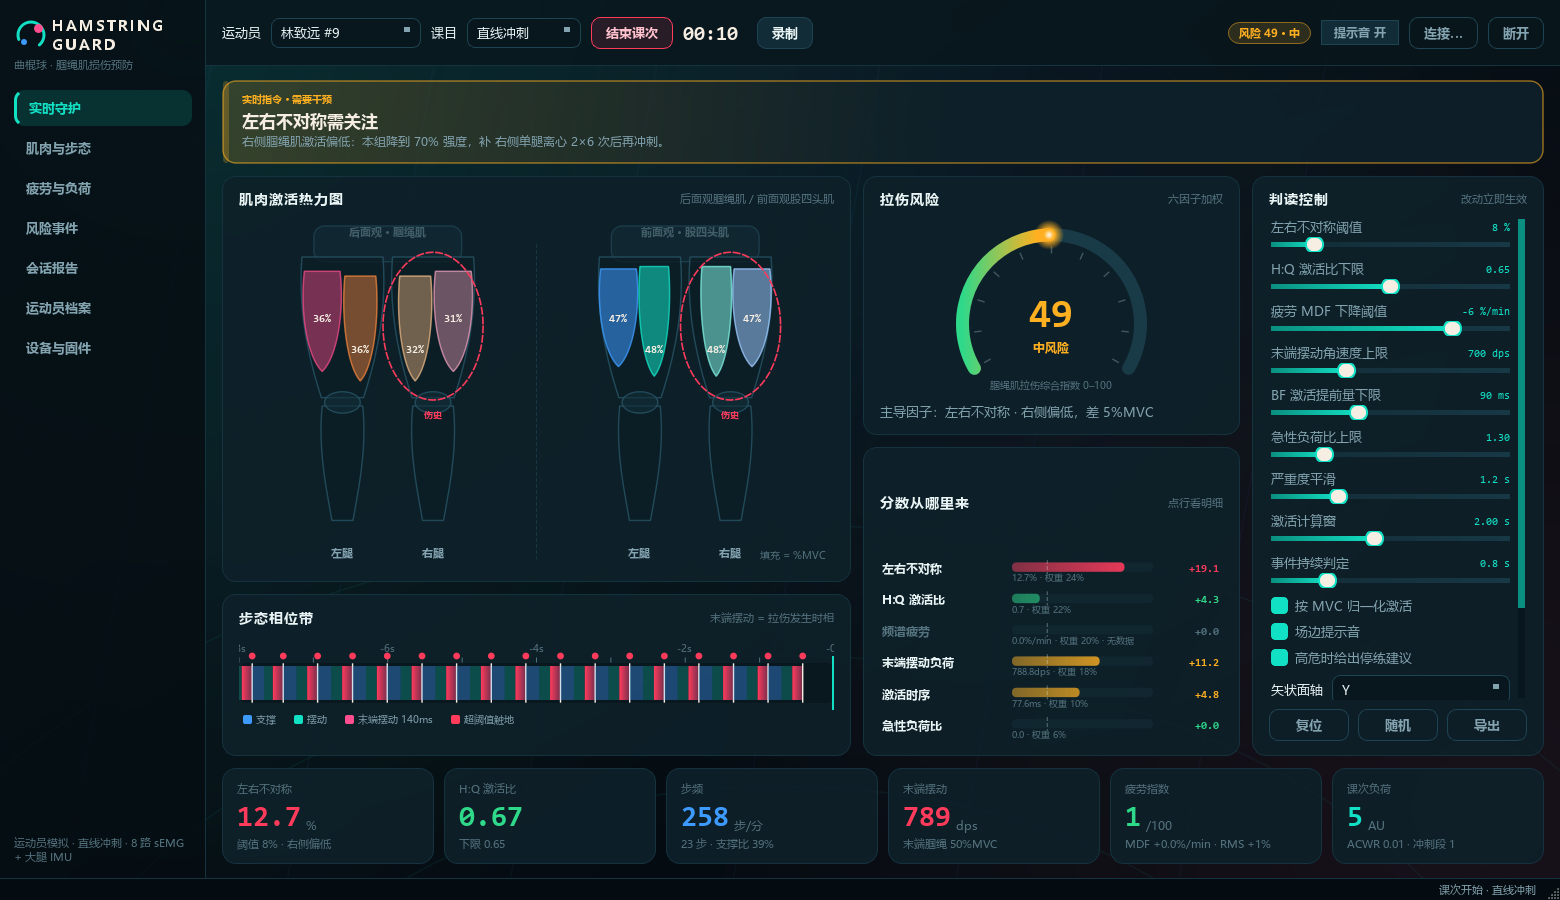 HAMSTRING
GUARD
曲棍球 · 腘绳肌损伤预防
实时守护
肌肉与步态
疲劳与负荷
风险事件
会话报告
运动员档案
设备与固件
运动员模拟 · 直线冲刺 · 8 路 sEMG
+ 大腿 IMU
运动员 林致远 #9 课目 直线冲刺 结束课次 00:10 录制 风险 49 • 中 提示音 开 连接... 断开
实时指令 • 需要干预
左右不对称需关注
右侧腘绳肌激活偏低：本组降到 70% 强度，补 右侧单腿离心 2×6 次后再冲刺。
肌肉激活热力图 后面观腘绳肌 / 前面观股四头肌
后面观 • 腘绳肌 前面观 • 股四头肌
36% 36% 32% 31% 47% 48% 48% 47%
伤史 伤史
左腿 右腿 左腿 右腿 填充 = %MVC
步态相位带 末端摆动 = 拉伤发生时相
-6s -4s -2s
支撑 摆动 末端摆动 140ms 超阈值触地
拉伤风险 六因子加权
49
中风险
腘绳肌拉伤综合指数 0–100
主导因子：左右不对称 · 右侧偏低，差 5%MVC
分数从哪里来 点行看明细
左右不对称 +19.1
12.7% · 权重 24%
H:Q 激活比 +4.3
0.7 · 权重 22%
频谱疲劳 +0.0
0.0%/min · 权重 20% · 无数据
末端摆动负荷 +11.2
788.8dps · 权重 18%
激活时序 +4.8
77.6ms · 权重 10%
急性负荷比 +0.0
0.0 · 权重 6%
判读控制 改动立即生效
左右不对称阈值 8 %
H:Q 激活比下限 0.65
疲劳 MDF 下降阈值 -6 %/min
末端摆动角速度上限 700 dps
BF 激活提前量下限 90 ms
急性负荷比上限 1.30
严重度平滑 1.2 s
激活计算窗 2.00 s
事件持续判定 0.8 s
按 MVC 归一化激活
场边提示音
高危时给出停练建议
矢状面轴 Y
复位 随机 导出
左右不对称
12.7 %
阈值 8% · 右侧偏低
H:Q 激活比
0.67
下限 0.65
步频
258 步/分
23 步 · 支撑比 39%
末端摆动
789 dps
末端腘绳 50%MVC
疲劳指数
1 /100
MDF +0.0%/min · RMS +1%
课次负荷
5 AU
ACWR 0.01 · 冲刺段 1
课次开始 · 直线冲刺